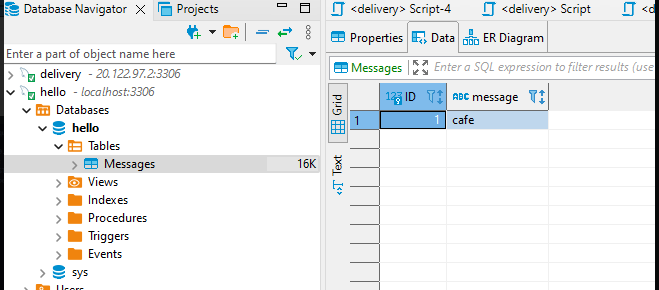 Database Navigator
Projects
Enter a part of object name here
delivery - 20.122.97.2:3306
hello - localhost:3306
Databases
hello
Tables
Messages 16K
Views
Indexes
Procedures
Triggers
Events
sys
Users
<delivery> Script-4
<delivery> Script
<delive
Properties
Data
ER Diagram
Messages
Enter a SQL expression to filter results (use
Grid
Text
123 ID
ABC message
1 1 cafe